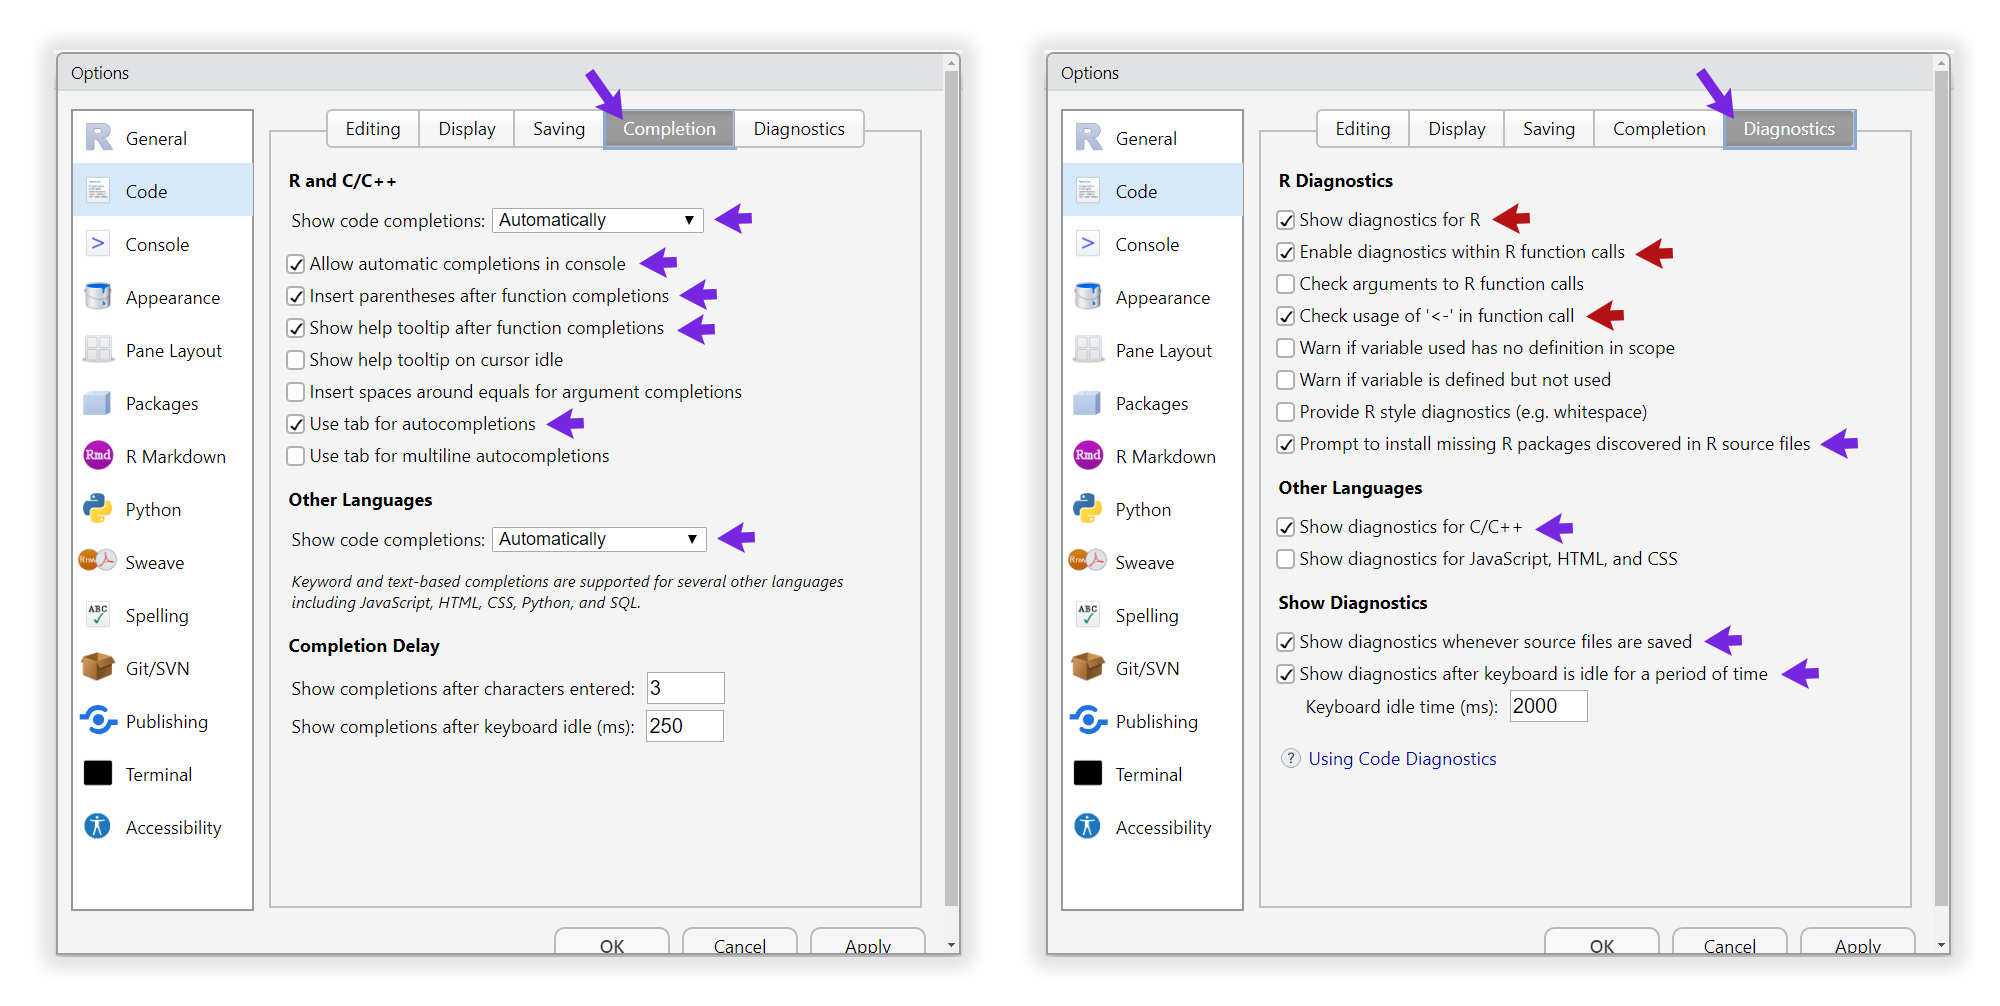 Options
General
Code
Console
Appearance
Pane Layout
Packages
Rmd
R Markdown
Python
Rnw
Sweave
ABC
Spelling
Git/SVN
Publishing
Terminal
Accessibility
Editing
Display
Saving
Completion
Diagnostics
R and C/C++
Show code completions: Automatically
Allow automatic completions in console
Insert parentheses after function completions
Show help tooltip after function completions
Show help tooltip on cursor idle
Insert spaces around equals for argument completions
Use tab for autocompletions
Use tab for multiline autocompletions
Other Languages
Show code completions: Automatically
Keyword and text-based completions are supported for several other languages
including JavaScript, HTML, CSS, Python, and SQL.
Completion Delay
Show completions after characters entered: 3
Show completions after keyboard idle (ms): 250
OK
Cancel
Apply
Options
General
Code
Console
Appearance
Pane Layout
Packages
Rmd
R Markdown
Python
Rnw
Sweave
ABC
Spelling
Git/SVN
Publishing
Terminal
Accessibility
Editing
Display
Saving
Completion
Diagnostics
R Diagnostics
Show diagnostics for R
Enable diagnostics within R function calls
Check arguments to R function calls
Check usage of '<-' in function call
Warn if variable used has no definition in scope
Warn if variable is defined but not used
Provide R style diagnostics (e.g. whitespace)
Prompt to install missing R packages discovered in R source files
Other Languages
Show diagnostics for C/C++
Show diagnostics for JavaScript, HTML, and CSS
Show Diagnostics
Show diagnostics whenever source files are saved
Show diagnostics after keyboard is idle for a period of time
Keyboard idle time (ms): 2000
? Using Code Diagnostics
OK
Cancel
Apply